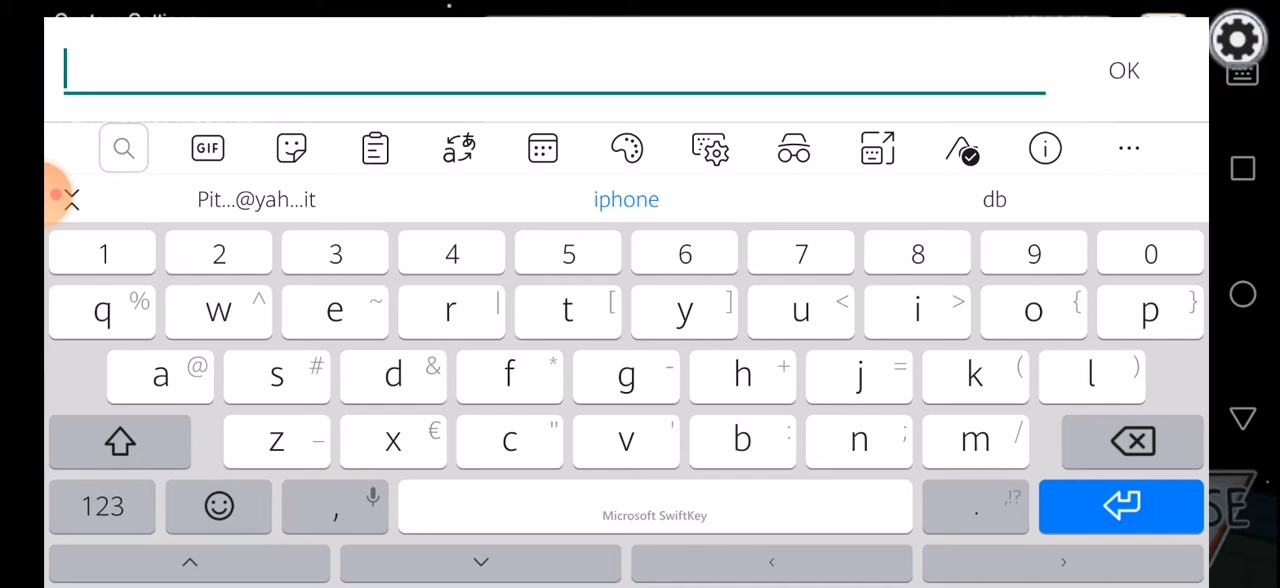 OK
GIF
Pit...@yah...it iphone db
1 2 3 4 5 6 7 8 9 0
q % w ^ e ~ r | t [ y ] u < i > o { p }
a @ s # d & f * g - h + j = k ( l )
z _ x € c " v ' b : n ; m /
123 , . ,!?
Microsoft SwiftKey